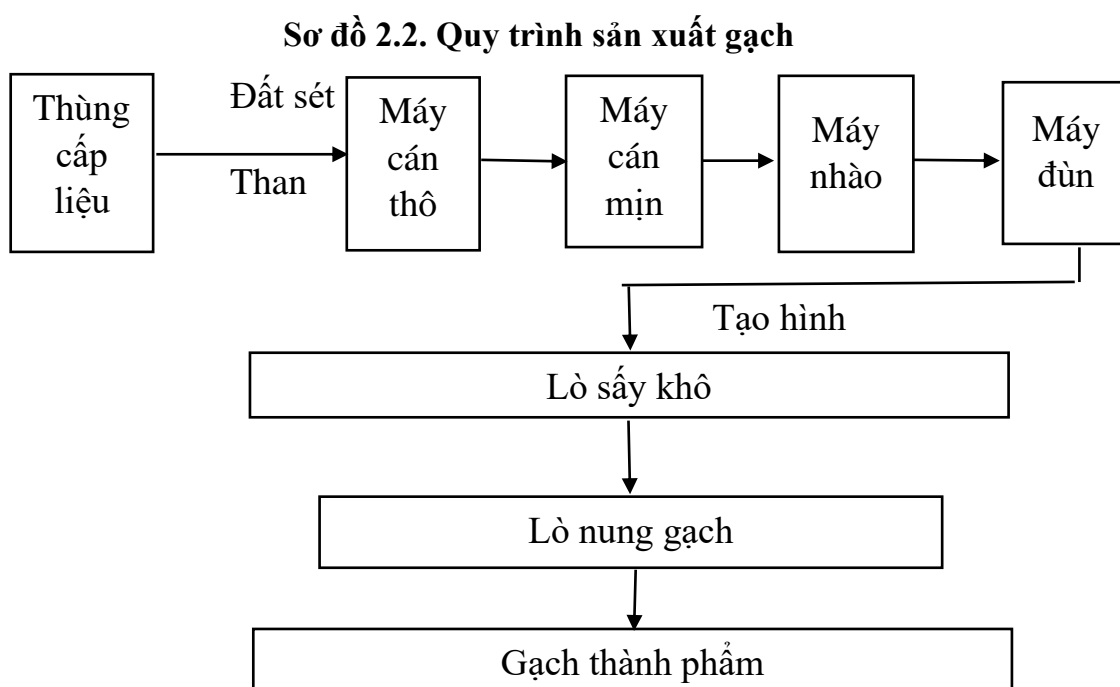 Sơ đồ 2.2. Quy trình sản xuất gạch
Thùng
cấp
liệu
Đất sét
Than
Máy
cán
thô
Máy
cán
mịn
Máy
nhào
Máy
đùn
Tạo hình
Lò sấy khô
Lò nung gạch
Gạch thành phẩm